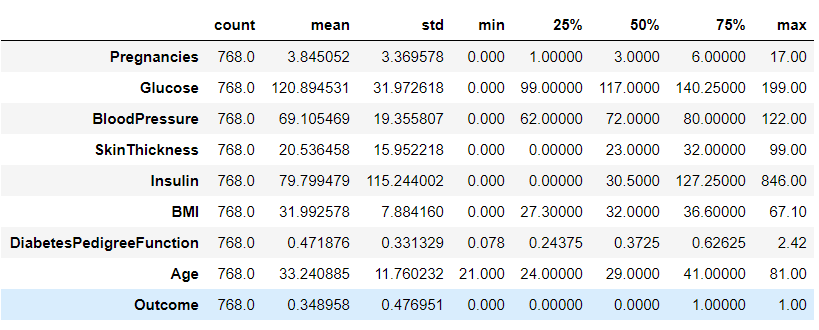 count mean std min 25% 50% 75% max
Pregnancies 768.0 3.845052 3.369578 0.000 1.00000 3.0000 6.00000 17.00
Glucose 768.0 120.894531 31.972618 0.000 99.00000 117.0000 140.25000 199.00
BloodPressure 768.0 69.105469 19.355807 0.000 62.00000 72.0000 80.00000 122.00
SkinThickness 768.0 20.536458 15.952218 0.000 0.00000 23.0000 32.00000 99.00
Insulin 768.0 79.799479 115.244002 0.000 0.00000 30.5000 127.25000 846.00
BMI 768.0 31.992578 7.884160 0.000 27.30000 32.0000 36.60000 67.10
DiabetesPedigreeFunction 768.0 0.471876 0.331329 0.078 0.24375 0.3725 0.62625 2.42
Age 768.0 33.240885 11.760232 21.000 24.00000 29.0000 41.00000 81.00
Outcome 768.0 0.348958 0.476951 0.000 0.00000 0.0000 1.00000 1.00